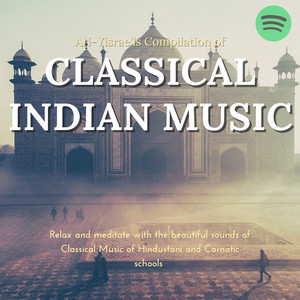 Ari-Yisraels Compilation of
CLASSICAL
INDIAN MUSIC
Relax and meditate with the beautiful sounds of
Classical Music of Hindustani and Carnatic
schools